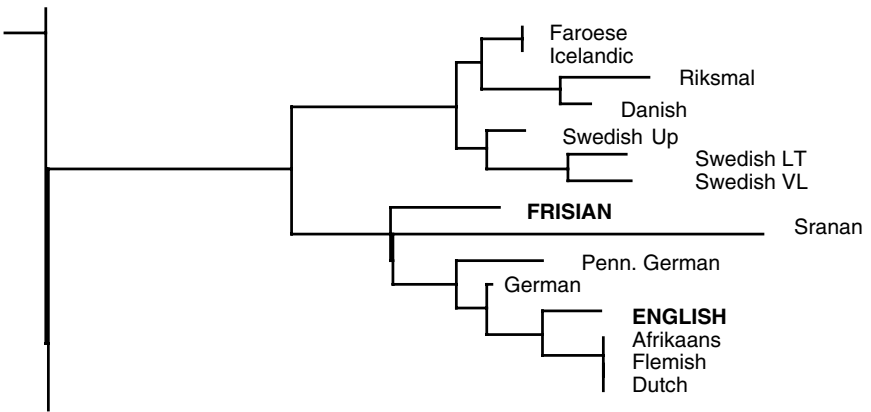 Faroese
Icelandic
Riksmal
Danish
Swedish Up
Swedish LT
Swedish VL
FRISIAN
Sranan
Penn. German
German
ENGLISH
Afrikaans
Flemish
Dutch